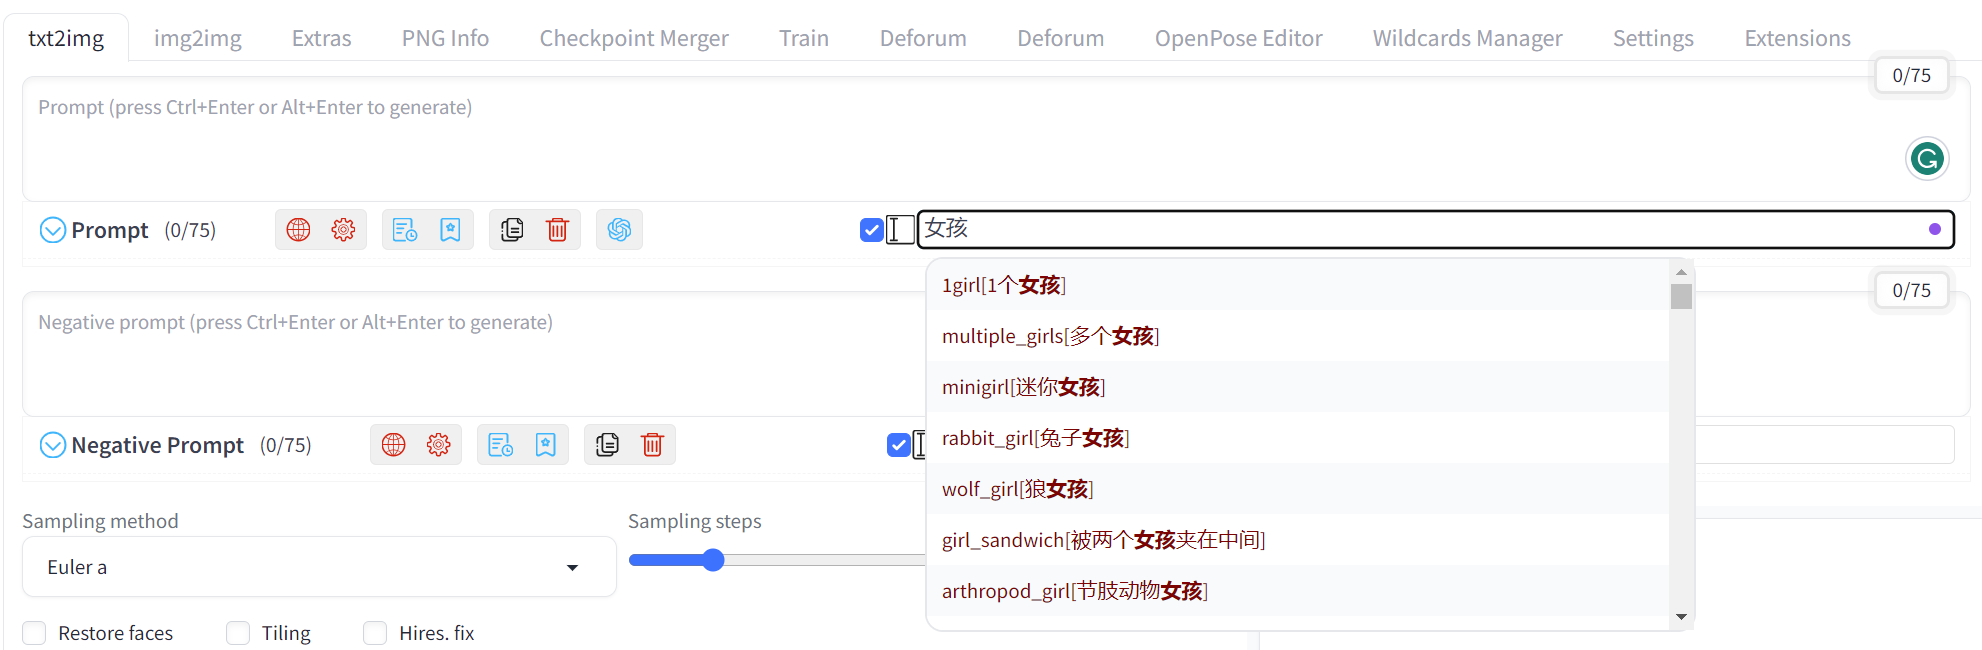 txt2img img2img Extras PNG Info Checkpoint Merger Train Deforum Deforum OpenPose Editor Wildcards Manager Settings Extensions
0/75
Prompt (press Ctrl+Enter or Alt+Enter to generate)
Prompt (0/75) 女孩
1girl[1个女孩]
multiple_girls[多个女孩]
minigirl[迷你女孩]
rabbit_girl[兔子女孩]
wolf_girl[狼女孩]
girl_sandwich[被两个女孩夹在中间]
arthropod_girl[节肢动物女孩]
0/75
Negative prompt (press Ctrl+Enter or Alt+Enter to generate)
Negative Prompt (0/75)
Sampling method Sampling steps
Euler a
Restore faces Tiling Hires. fix